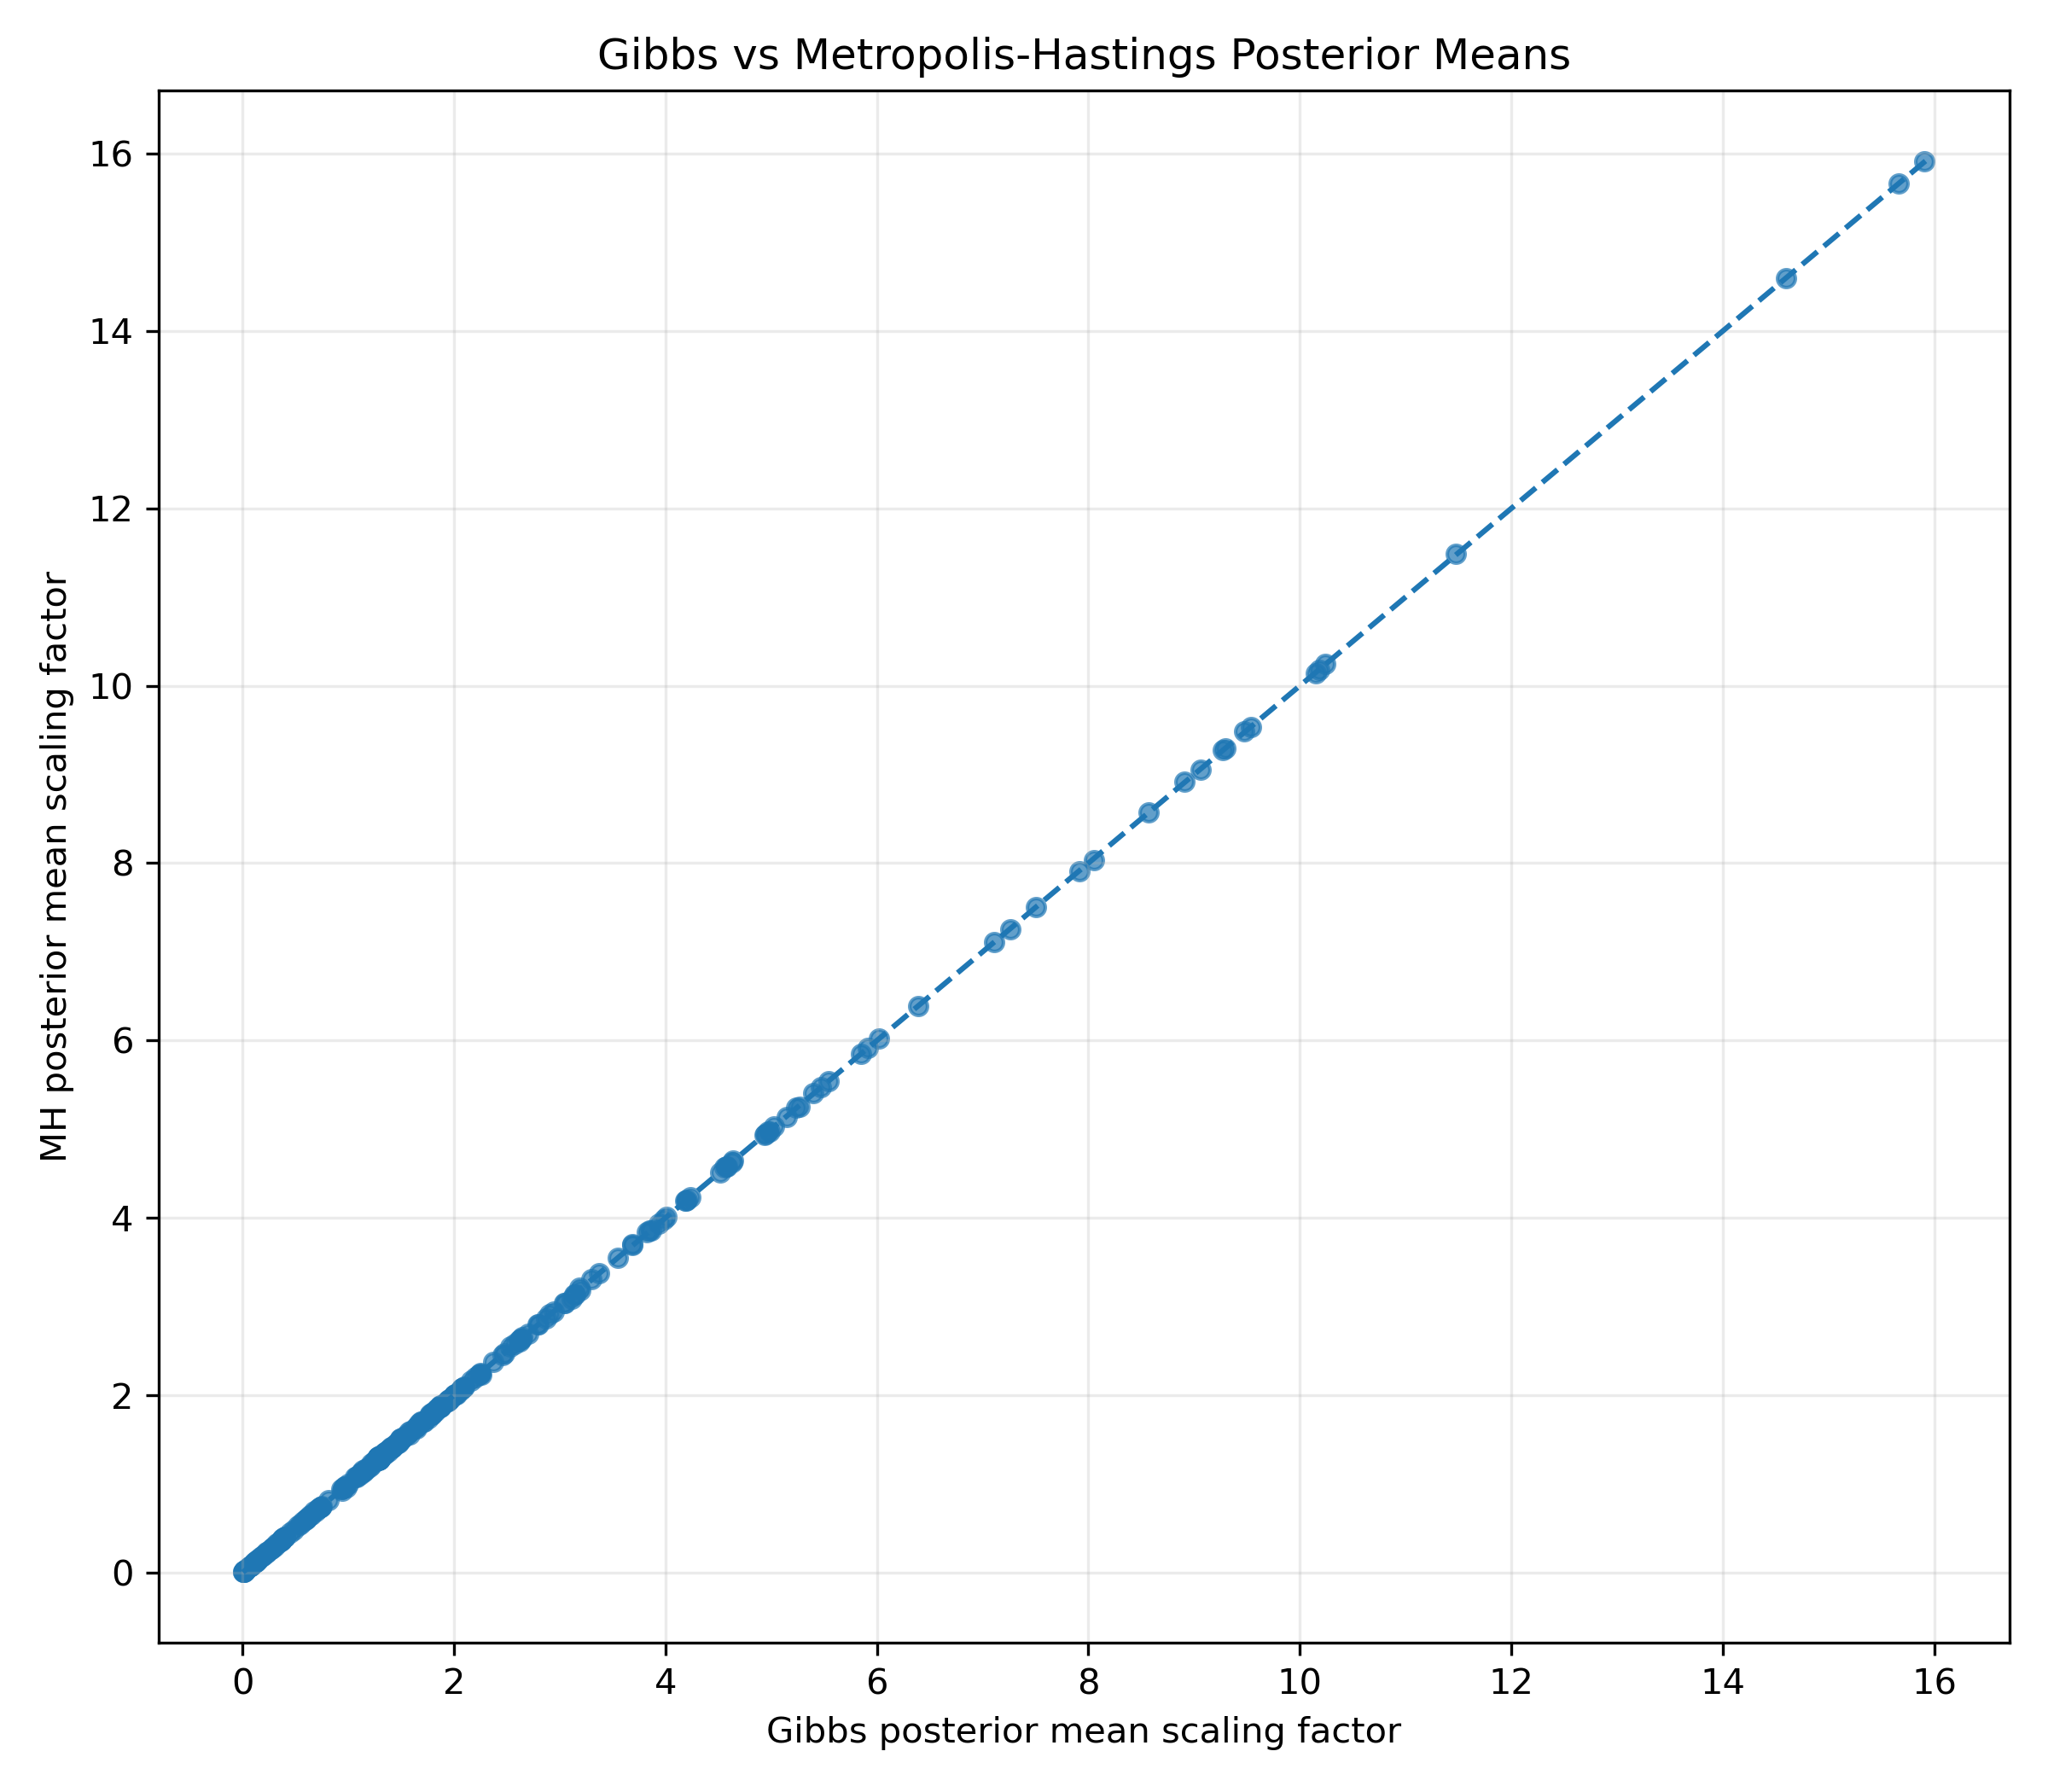 Gibbs vs Metropolis-Hastings Posterior Means
MH posterior mean scaling factor
16
14
12
10
8
6
4
2
0
0 2 4 6 8 10 12 14 16
Gibbs posterior mean scaling factor